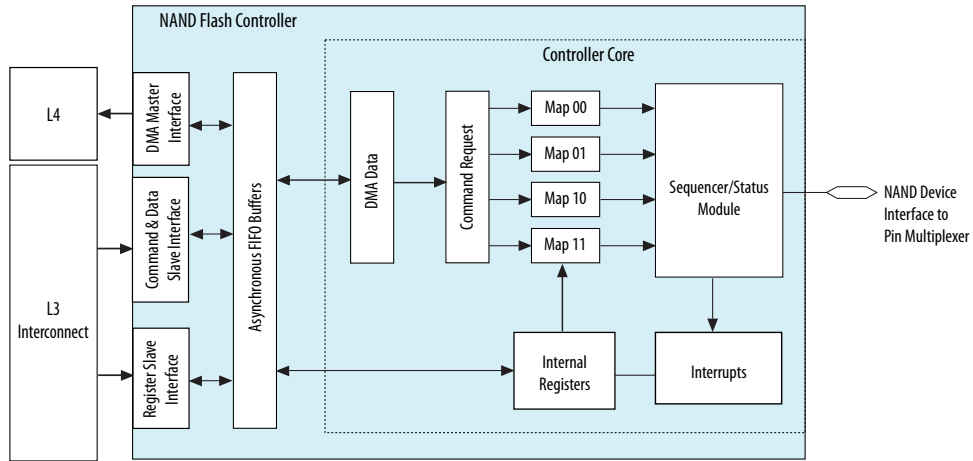 NAND Flash Controller
Controller Core
L4
DMA Master
Interface
L3
Interconnect
Command & Data
Slave Interface
Register Slave
Interface
Asynchronous FIFO Buffers
DMA Data
Command Request
Map 00
Map 01
Map 10
Map 11
Sequencer/Status
Module
NAND Device
Interface to
Pin Multiplexer
Internal
Registers
Interrupts